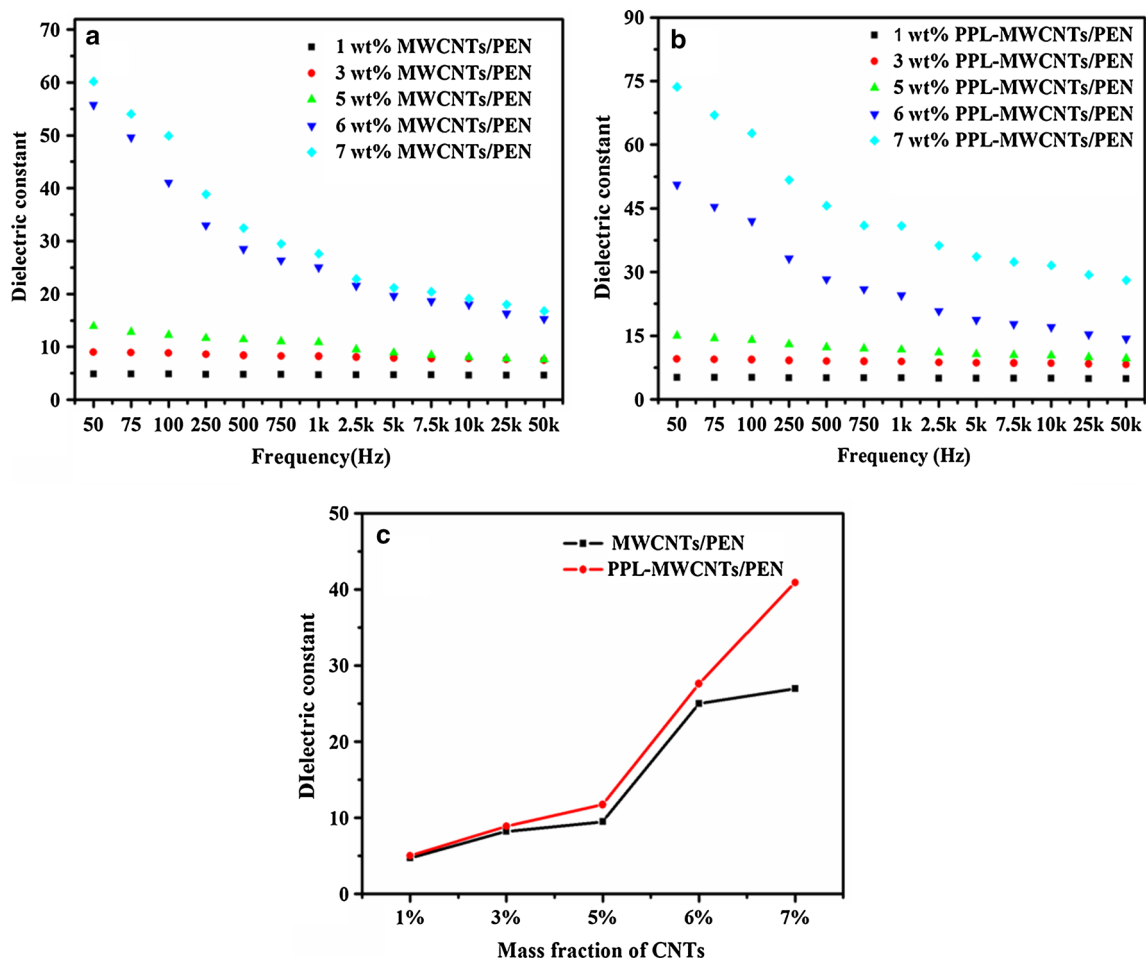 a
70
60
50
40
30
20
10
0
Dielectric constant
1 wt% MWCNTs/PEN
3 wt% MWCNTs/PEN
5 wt% MWCNTs/PEN
6 wt% MWCNTs/PEN
7 wt% MWCNTs/PEN
50 75 100 250 500 750 1k 2.5k 5k 7.5k 10k 25k 50k
Frequency(Hz)
b
90
75
60
45
30
15
0
Dielectric constant
1 wt% PPL-MWCNTs/PEN
3 wt% PPL-MWCNTs/PEN
5 wt% PPL-MWCNTs/PEN
6 wt% PPL-MWCNTs/PEN
7 wt% PPL-MWCNTs/PEN
50 75 100 250 500 750 1k 2.5k 5k 7.5k 10k 25k 50k
Frequency (Hz)
c
50
40
30
20
10
0
DIelectric constant
MWCNTs/PEN
PPL-MWCNTs/PEN
1% 3% 5% 6% 7%
Mass fraction of CNTs